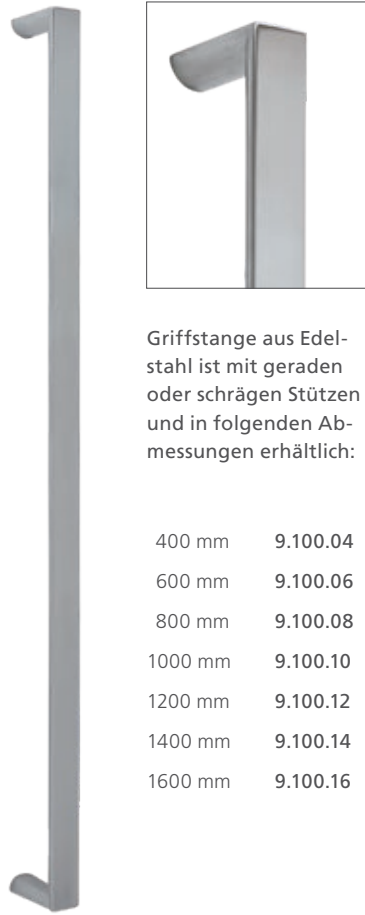 Griffstange aus Edel-
stahl ist mit geraden
oder schrägen Stützen
und in folgenden Ab-
messungen erhältlich:
400 mm 9.100.04
600 mm 9.100.06
800 mm 9.100.08
1000 mm 9.100.10
1200 mm 9.100.12
1400 mm 9.100.14
1600 mm 9.100.16